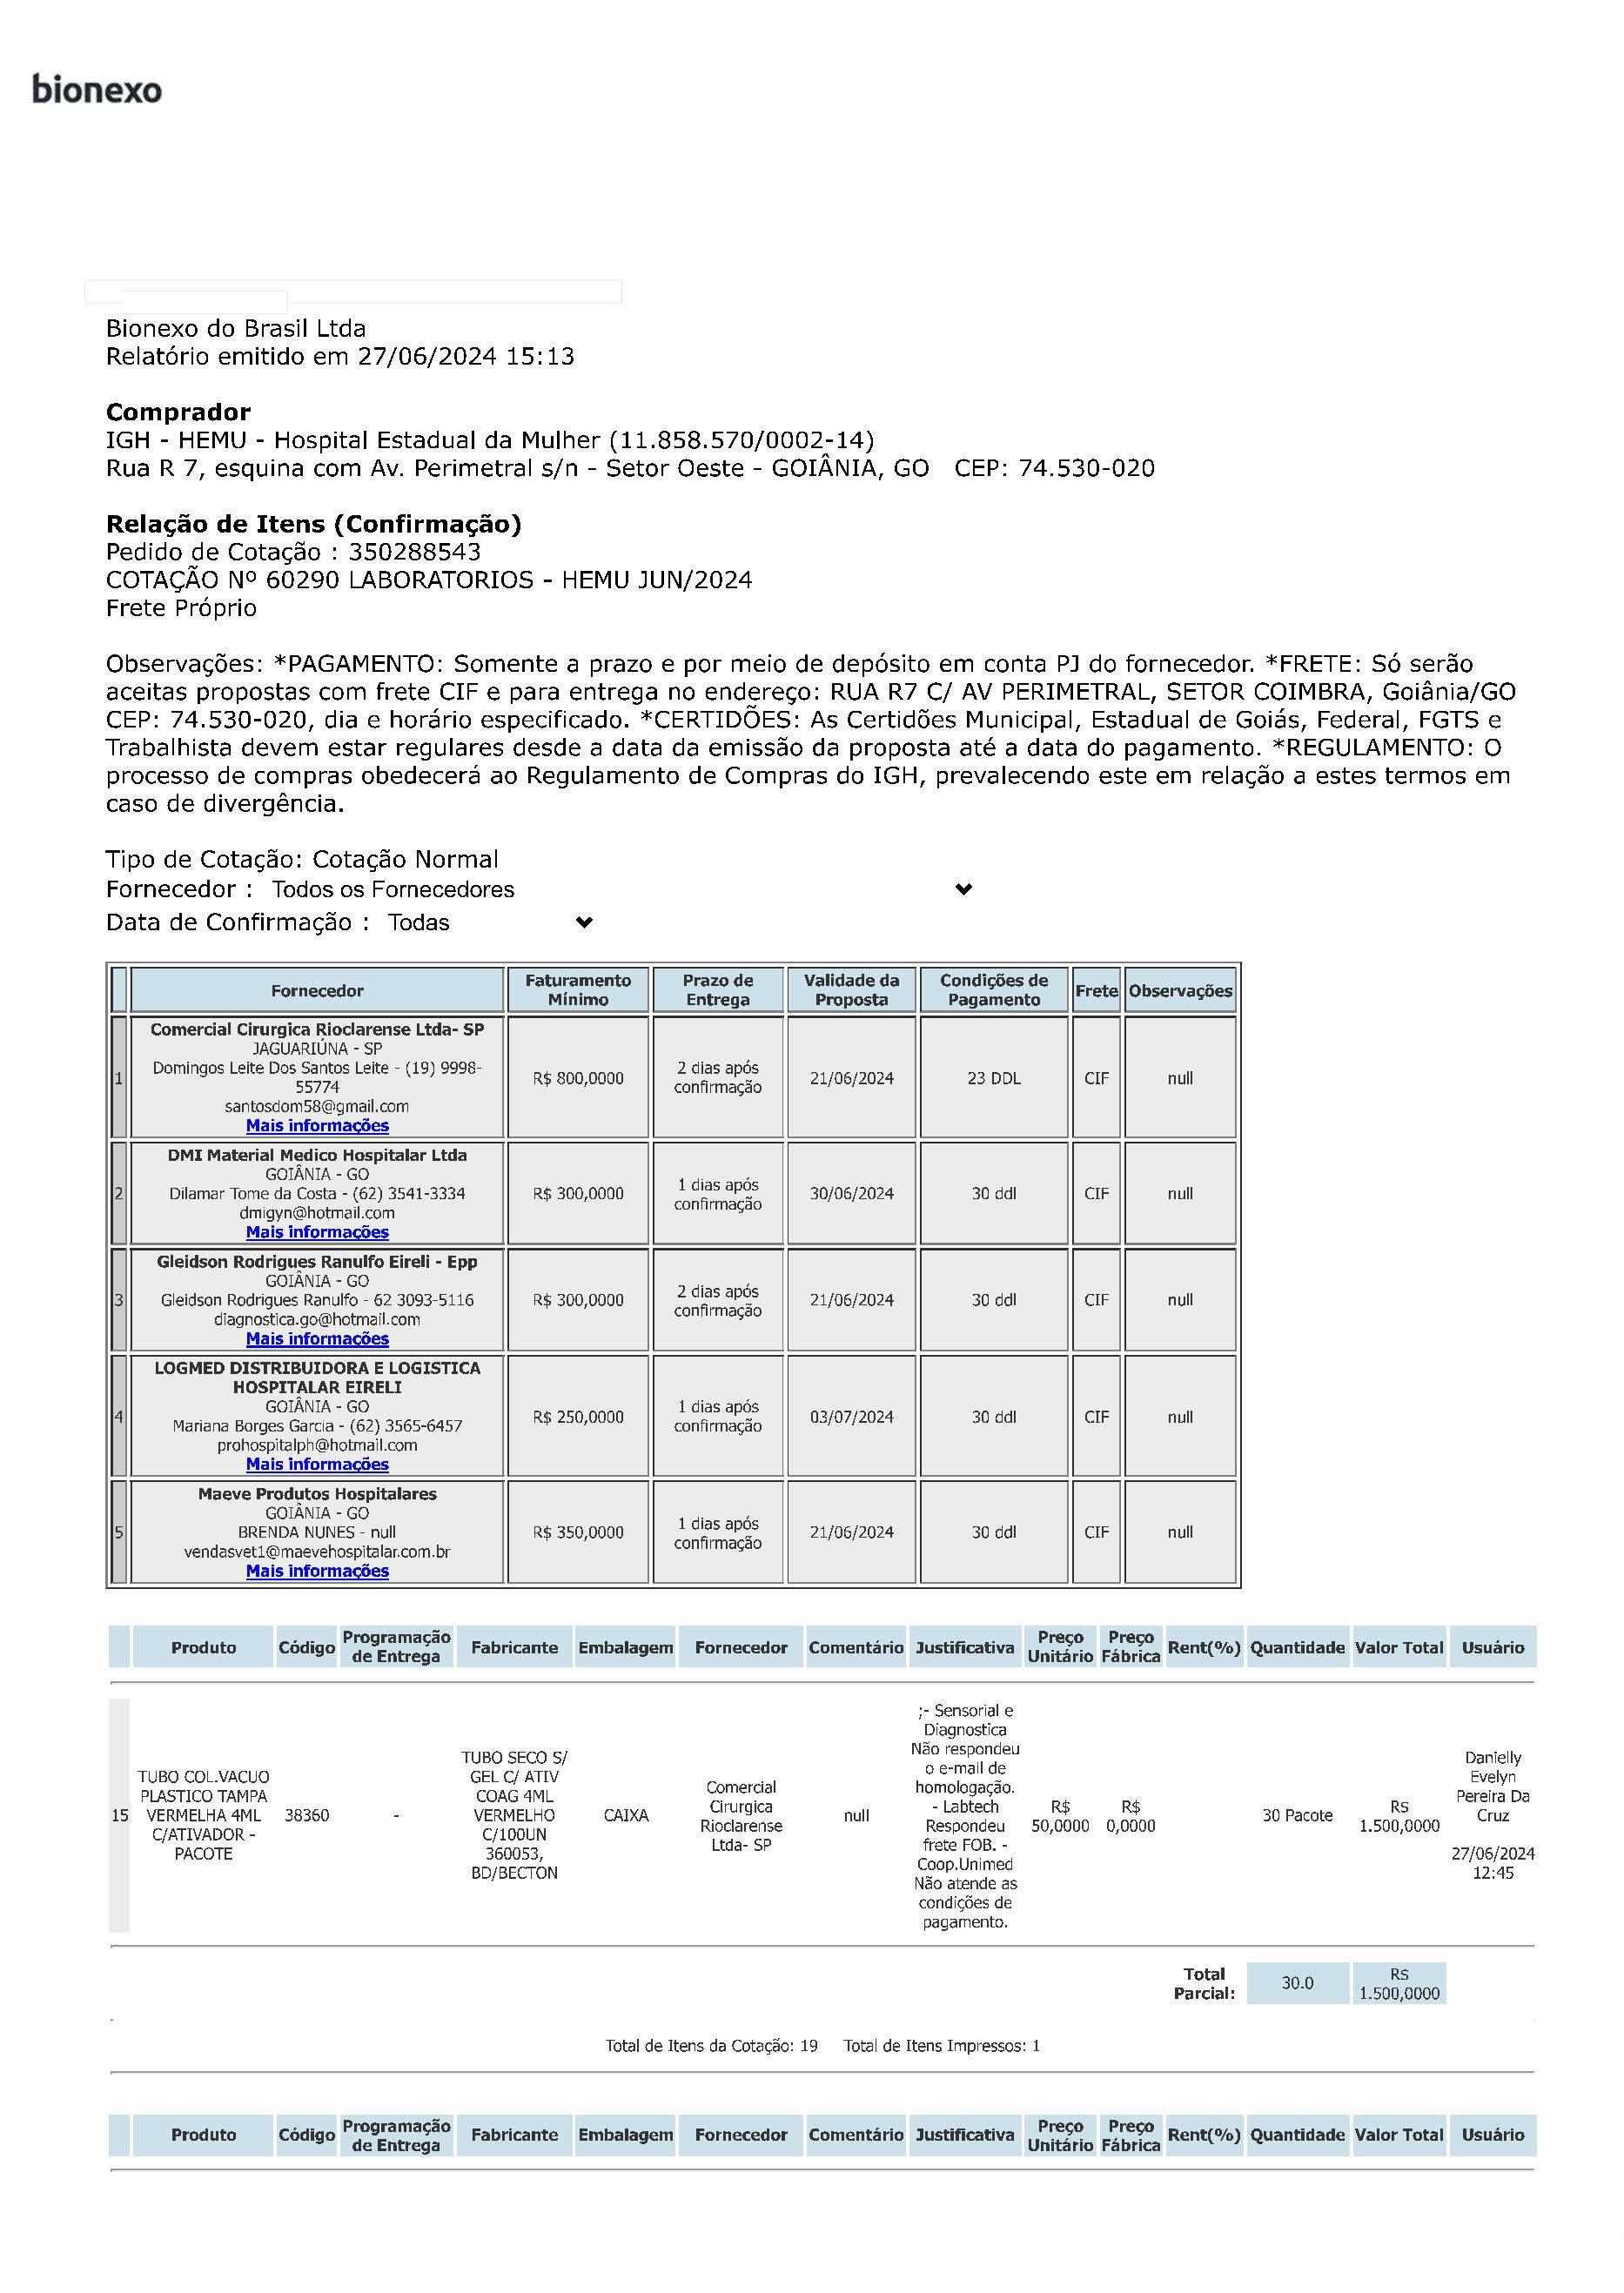 bionexo
Bionexo do Brasil Ltda
Relatório emitido em 27/06/2024 15:13
Comprador
IGH - HEMU - Hospital Estadual da Mulher (11.858.570/0002-14)
Rua R 7, esquina com Av. Perimetral s/n - Setor Oeste - GOIÂNIA, GO CEP: 74.530-020
Relação de Itens (Confirmação)
Pedido de Cotação : 350288543
COTAÇÃO Nº 60290 LABORATORIOS - HEMU JUN/2024
Frete Próprio
Observações: *PAGAMENTO: Somente a prazo e por meio de depósito em conta PJ do fornecedor. *FRETE: Só serão
aceitas propostas com frete CIF e para entrega no endereço: RUA R7 C/ AV PERIMETRAL, SETOR COIMBRA, Goiânia/GO
CEP: 74.530-020, dia e horário especificado. *CERTIDÕES: As Certidões Municipal, Estadual de Goiás, Federal, FGTS e
Trabalhista devem estar regulares desde a data da emissão da proposta até a data do pagamento. *REGULAMENTO: O
processo de compras obedecerá ao Regulamento de Compras do IGH, prevalecendo este em relação a estes termos em
caso de divergência.
Tipo de Cotação: Cotação Normal
Fornecedor : Todos os Fornecedores
Data de Confirmação : Todas
Fornecedor
Faturamento
Mínimo
Prazo de
Entrega
Validade da
Proposta
Condições de
Pagamento
Frete
Observações
1
Comercial Cirurgica Rioclarense Ltda- SP
JAGUARIÚNA - SP
Domingos Leite Dos Santos Leite - (19) 9998-
55774
santosdom58@gmail.com
Mais informações
R$ 800,0000
2 dias após
confirmação
21/06/2024
23 DDL
CIF
null
2
DMI Material Medico Hospitalar Ltda
GOIÂNIA - GO
Dilamar Tome da Costa - (62) 3541-3334
dmigyn@hotmail.com
Mais informações
R$ 300,0000
1 dias após
confirmação
30/06/2024
30 ddl
CIF
null
3
Gleidson Rodrigues Ranulfo Eireli - Epp
GOIÂNIA - GO
Gleidson Rodrigues Ranulfo - 62 3093-5116
diagnostica.go@hotmail.com
Mais informações
R$ 300,0000
2 dias após
confirmação
21/06/2024
30 ddl
CIF
null
4
LOGMED DISTRIBUIDORA E LOGISTICA
HOSPITALAR EIRELI
GOIÂNIA - GO
Mariana Borges Garcia - (62) 3565-6457
prohospitalph@hotmail.com
Mais informações
R$ 250,0000
1 dias após
confirmação
03/07/2024
30 ddl
CIF
null
5
Maeve Produtos Hospitalares
GOIÂNIA - GO
BRENDA NUNES - null
vendasvet1@maevehospitalar.com.br
Mais informações
R$ 350,0000
1 dias após
confirmação
21/06/2024
30 ddl
CIF
null
Produto
Código
Programação
de Entrega
Fabricante
Embalagem
Fornecedor
Comentário
Justificativa
Preço
Unitário
Preço
Fábrica
Rent(%)
Quantidade
Valor Total
Usuário
15
TUBO COL.VACUO
PLASTICO TAMPA
VERMELHA 4ML
C/ATIVADOR -
PACOTE
38360
-
TUBO SECO S/
GEL C/ ATIV
COAG 4ML
VERMELHO
C/100UN
360053,
BD/BECTON
CAIXA
Comercial
Cirurgica
Rioclarense
Ltda- SP
null
;- Sensorial e
Diagnostica
Não respondeu
o e-mail de
homologação.
- Labtech
Respondeu
frete FOB. -
Coop.Unimed
Não atende as
condições de
pagamento.
R$
50,0000
R$
0,0000
30 Pacote
R$
1.500,0000
Danielly
Evelyn
Pereira Da
Cruz
27/06/2024
12:45
Total
Parcial:
30.0
R$
1.500,0000
Total de Itens da Cotação: 19 Total de Itens Impressos: 1
Produto
Código
Programação
de Entrega
Fabricante
Embalagem
Fornecedor
Comentário
Justificativa
Preço
Unitário
Preço
Fábrica
Rent(%)
Quantidade
Valor Total
Usuário